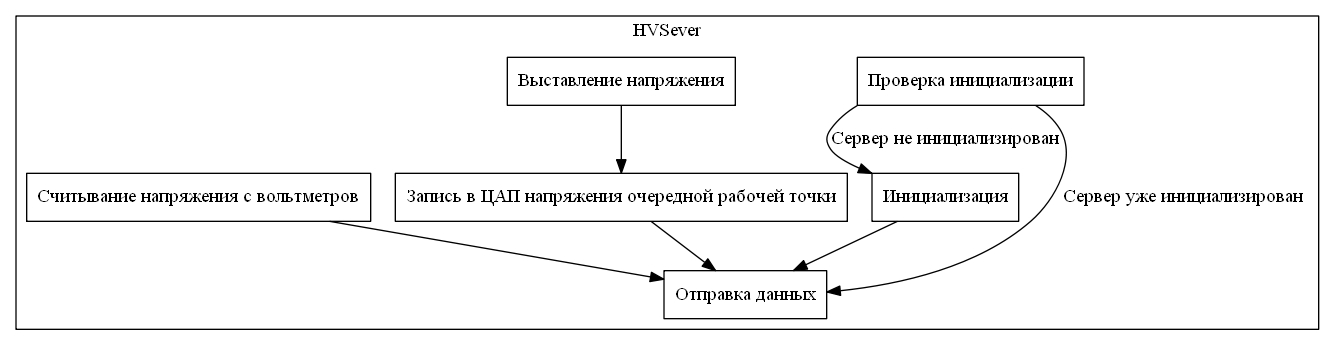 HVSever
Выставление напряжения
Проверка инициализации
Сервер не инициализирован
Считывание напряжения с вольтметров
Запись в ЦАП напряжения очередной рабочей точки
Инициализация
Сервер уже инициализирован
Отправка данных